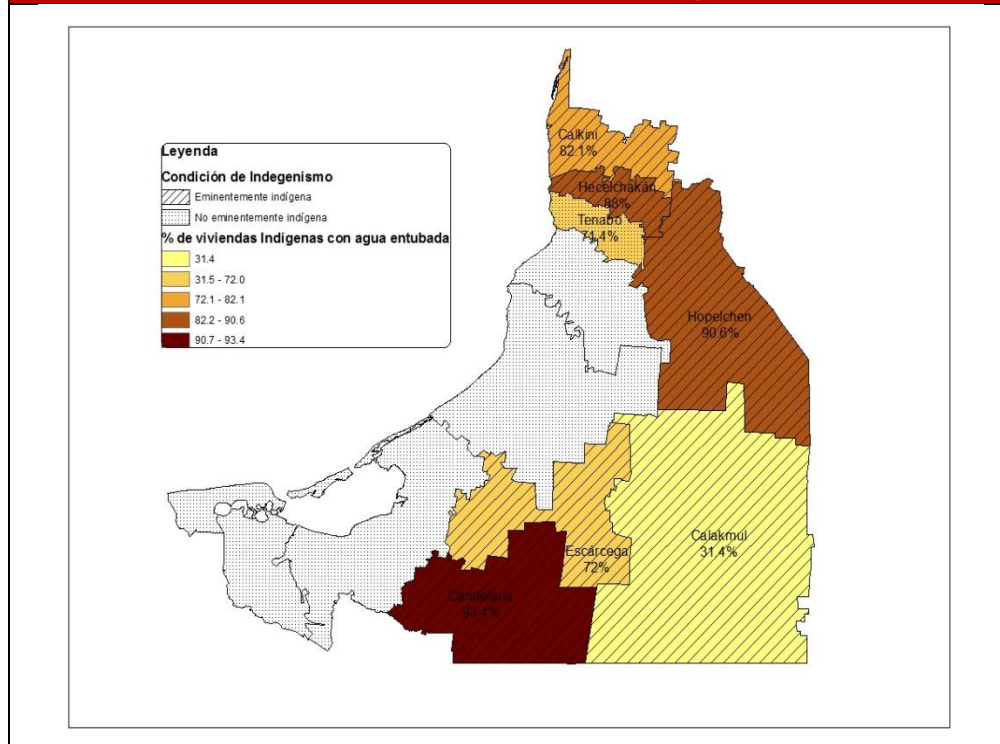 Leyenda
Condición de Indegenismo
Eminentemente indígena
No eminentemente indígena
% de viviendas Indígenas con agua entubada
31.4
31.5 - 72.0
72.1 - 82.1
82.2 - 90.6
90.7 - 93.4
Calkini
82.1%
Hecelchakán
88%
Tenabo
71.4%
Hopelchen
90.6%
Calakmul
31.4%
Escárcega
72%
Candelaria
93.4%